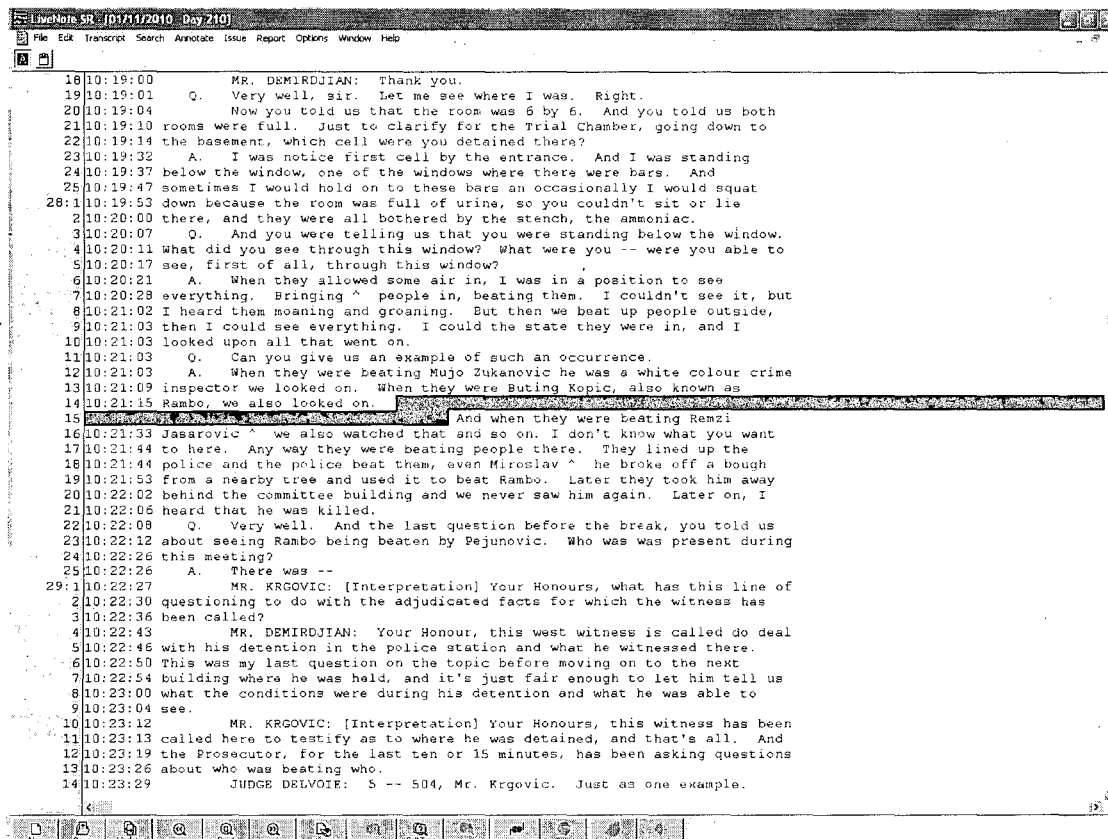 LiveNote SR - [01/11/2010 Day 210]
File Edit Transcript Search Annotate Issue Report Options Window Help
18 10:19:00 MR. DEMIRDJIAN: Thank you.
19 10:19:01 Q. Very well, sir. Let me see where I was. Right.
20 10:19:04 Now you told us that the room was 6 by 6. And you told us both
21 10:19:10 rooms were full. Just to clarify for the Trial Chamber, going down to
22 10:19:14 the basement, which cell were you detained there?
23 10:19:32 A. I was notice first cell by the entrance. And I was standing
24 10:19:37 below the window, one of the windows where there were bars. And
25 10:19:47 sometimes I would hold on to these bars an occasionally I would squat
28:1 10:19:53 down because the room was full of urine, so you couldn't sit or lie
2 10:20:00 there, and they were all bothered by the stench, the ammoniac.
3 10:20:07 Q. And you were telling us that you were standing below the window.
4 10:20:11 What did you see through this window? What were you -- were you able to
5 10:20:17 see, first of all, through this window?
6 10:20:21 A. When they allowed some air in, I was in a position to see
7 10:20:28 everything. Bringing ^ people in, beating them. I couldn't see it, but
8 10:21:02 I heard them moaning and groaning. But then we beat up people outside,
9 10:21:03 then I could see everything. I could the state they were in, and I
10 10:21:03 looked upon all that went on.
11 10:21:03 Q. Can you give us an example of such an occurrence.
12 10:21:03 A. When they were beating Mujo Zukanovic he was a white colour crime
13 10:21:09 inspector we looked on. When they were Buting Kopic, also known as
14 10:21:15 Rambo, we also looked on.
15 And when they were beating Remzi
16 10:21:33 Jasarovic ^ we also watched that and so on. I don't know what you want
17 10:21:44 to here. Any way they were beating people there. They lined up the
18 10:21:44 police and the police beat them, even Miroslav ^ he broke off a bough
19 10:21:53 from a nearby tree and used it to beat Rambo. Later they took him away
20 10:22:02 behind the committee building and we never saw him again. Later on, I
21 10:22:06 heard that he was killed.
22 10:22:08 Q. Very well. And the last question before the break, you told us
23 10:22:12 about seeing Rambo being beaten by Pejunovic. Who was was present during
24 10:22:26 this meeting?
25 10:22:26 A. There was --
29:1 10:22:27 MR. KRGOVIC: [Interpretation] Your Honours, what has this line of
2 10:22:30 questioning to do with the adjudicated facts for which the witness has
3 10:22:36 been called?
4 10:22:43 MR. DEMIRDJIAN: Your Honour, this west witness is called do deal
5 10:22:46 with his detention in the police station and what he witnessed there.
6 10:22:50 This was my last question on the topic before moving on to the next
7 10:22:54 building where he was held, and it's just fair enough to let him tell us
8 10:23:00 what the conditions were during his detention and what he was able to
9 10:23:04 see.
10 10:23:12 MR. KRGOVIC: [Interpretation] Your Honours, this witness has been
11 10:23:13 called here to testify as to where he was detained, and that's all. And
12 10:23:19 the Prosecutor, for the last ten or 15 minutes, has been asking questions
13 10:23:26 about who was beating who.
14 10:23:29 JUDGE DELVOIE: 5 -- 504, Mr. Krgovic. Just as one example.